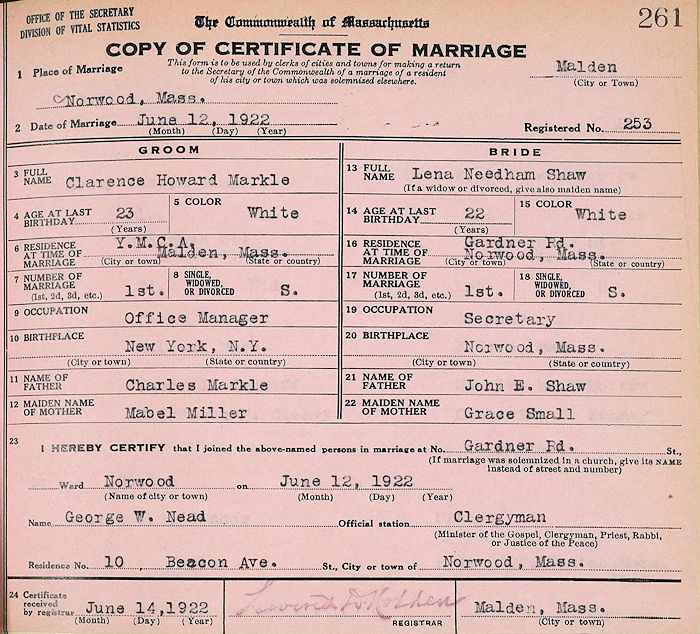 OFFICE OF THE SECRETARY
DIVISION OF VITAL STATISTICS
The Commonwealth of Massachusetts
261
COPY OF CERTIFICATE OF MARRIAGE
This form is to be used by clerks of cities and towns for making a return
to the Secretary of the Commonwealth of a marriage of a resident
of his city or town which was solemnized elsewhere.
Malden
(City or Town)
1 Place of Marriage
Norwood, Mass.
2 Date of Marriage June 12, 1922
(Month) (Day) (Year)
Registered No. 253
GROOM
3 FULL NAME Clarence Howard Markle
4 AGE AT LAST BIRTHDAY 23 (Years)
5 COLOR White
6 RESIDENCE AT TIME OF MARRIAGE Y.M.C.A. Malden, Mass.
(City or town) (State or country)
7 NUMBER OF MARRIAGE (1st, 2d, 3d, etc.) 1st.
8 SINGLE, WIDOWED, OR DIVORCED S.
9 OCCUPATION Office Manager
10 BIRTHPLACE New York, N.Y.
(City or town) (State or country)
11 NAME OF FATHER Charles Markle
12 MAIDEN NAME OF MOTHER Mabel Miller
BRIDE
13 FULL NAME Lena Needham Shaw
(If a widow or divorced, give also maiden name)
14 AGE AT LAST BIRTHDAY 22 (Years)
15 COLOR White
16 RESIDENCE AT TIME OF MARRIAGE Gardner Rd. Norwood, Mass.
(City or town) (State or country)
17 NUMBER OF MARRIAGE (1st, 2d, 3d, etc.) 1st.
18 SINGLE, WIDOWED, OR DIVORCED S.
19 OCCUPATION Secretary
20 BIRTHPLACE Norwood, Mass.
(City or town) (State or country)
21 NAME OF FATHER John E. Shaw
22 MAIDEN NAME OF MOTHER Grace Small
23
I HEREBY CERTIFY that I joined the above-named persons in marriage at No. Gardner Rd. St.,
(If marriage was solemnized in a church, give its NAME
instead of street and number)
Ward Norwood on June 12, 1922
(Name of city or town) (Month) (Day) (Year)
Name George W. Nead Official station Clergyman
(Minister of the Gospel, Clergyman, Priest, Rabbi,
or Justice of the Peace)
Residence No. 10 Beacon Ave. St., City or town of Norwood, Mass.
24 Certificate received by registrar June 14,1922
(Month) (Day) (Year)
REGISTRAR
Malden, Mass.
(City or town)